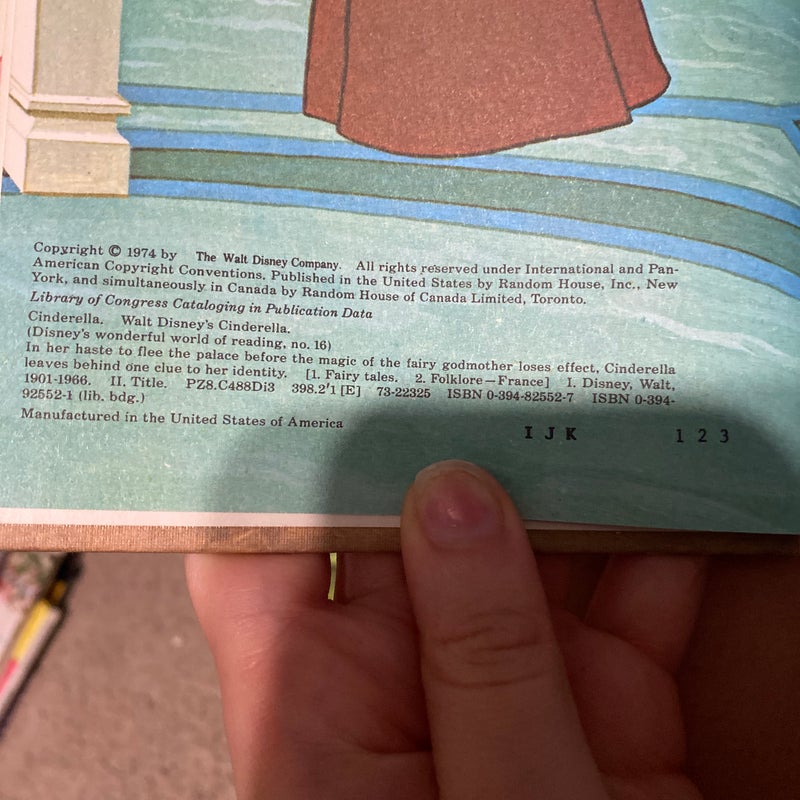 Copyright © 1974 by The Walt Disney Company. All rights reserved under International and Pan-
American Copyright Conventions. Published in the United States by Random House, Inc., New
York, and simultaneously in Canada by Random House of Canada Limited, Toronto.
Library of Congress Cataloging in Publication Data
Cinderella. Walt Disney's Cinderella.
(Disney's wonderful world of reading, no. 16)
In her haste to flee the palace before the magic of the fairy godmother loses effect, Cinderella
leaves behind one clue to her identity. [1. Fairy tales. 2. Folklore—France] I. Disney, Walt,
1901-1966. II. Title. PZ8.C488Di3 398.2'1 [E] 73-22325 ISBN 0-394-82552-7 ISBN 0-394-
92552-1 (lib. bdg.)
Manufactured in the United States of America
I J K 1 2 3